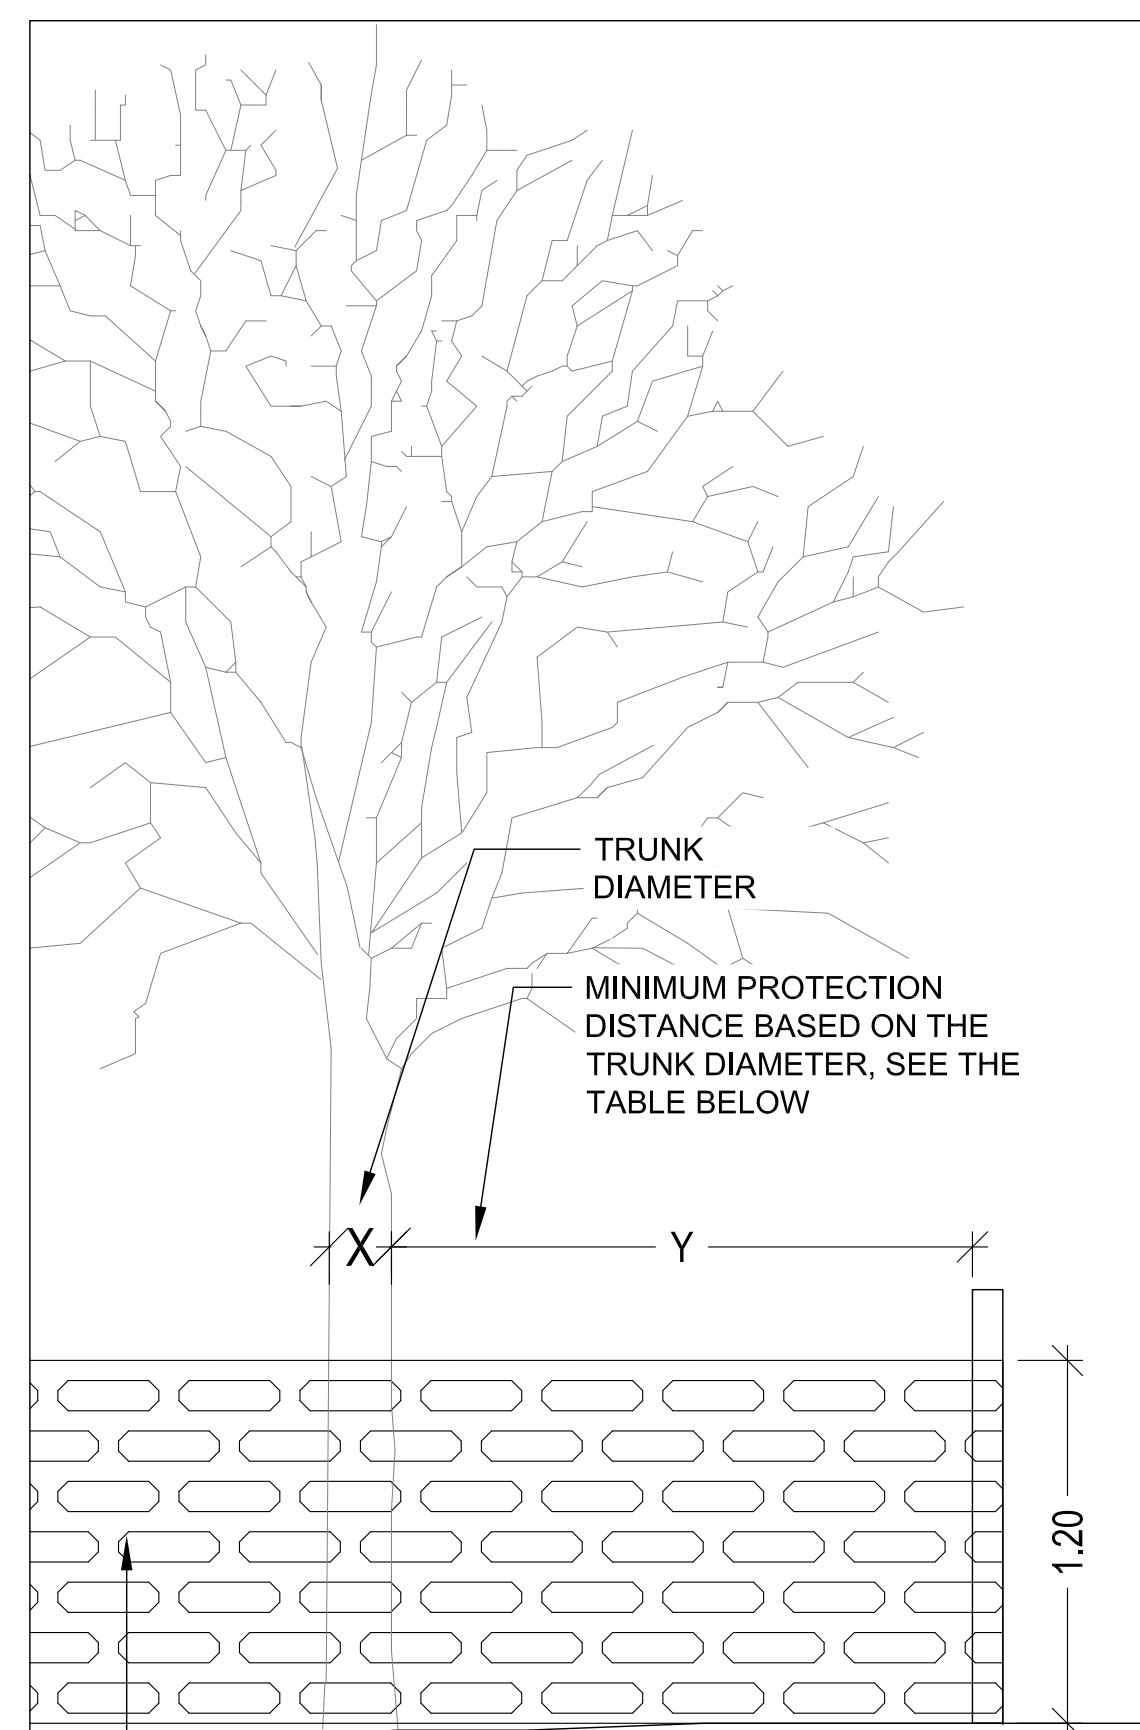 TRUNK
DIAMETER
MINIMUM PROTECTION
DISTANCE BASED ON THE
TRUNK DIAMETER, SEE THE
TABLE BELOW
X
Y
1.20